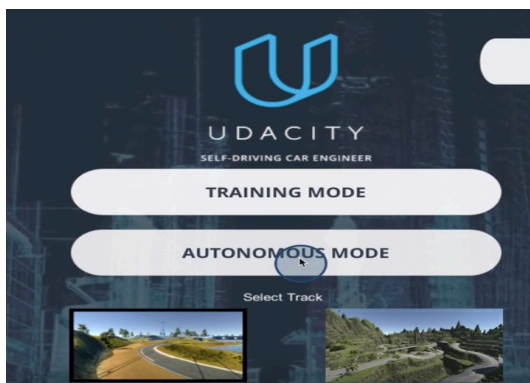 UDACITY
SELF-DRIVING CAR ENGINEER
TRAINING MODE
AUTONOMOUS MODE
Select Track